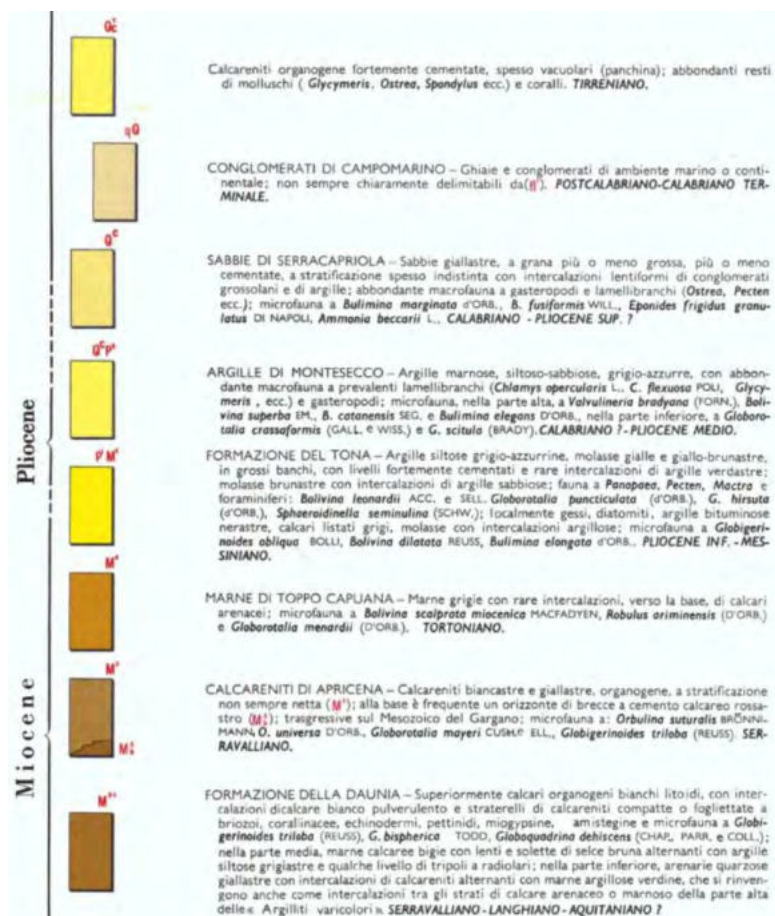 Calcareniti organogene fortemente cementate, spesso vacuolari (panchina); abbondanti resti
di molluschi ( Glycymeris, Ostrea, Spondylus ecc.) e coralli. TIRRENIANO.
qQ
CONGLOMERATI DI CAMPOMARINO – Ghiaie e conglomerati di ambiente marino o conti-
nentale; non sempre chiaramente delimitabili da( ). POSTCALABRIANO-CALABRIANO TER-
MINALE.
Qc
SABBIE DI SERRACAPRIOLA – Sabbie giallastre, a grana più o meno grossa, più o meno
cementate, a stratificazione spesso indistinta con intercalazioni lentiformi di conglomerati
grossolani e di argille; abbondante macrofauna a gasteropodi e lamellibranchi (Ostrea, Pecten
ecc.); microfauna a Bulimina marginata d'ORB., B. fusiformis WILL., Eponides frigidus granu-
latus DI NAPOLI, Ammonia beccarii L., CALABRIANO - PLIOCENE SUP. ?
ARGILLE DI MONTESECCO – Argille marnose, siltoso-sabbiose, grigio-azzurre, con abbon-
dante macrofauna a prevalenti lamellibranchi (Chlamys opercularis L., C. flexuosa POLI, Glycy-
meris , ecc.) e gasteropodi; microfauna, nella parte alta, a Valvulineria bradyana (FORN.), Boli-
vina superba EM., B. catanensis SEG. e Bulimina elegans D'ORB., nella parte inferiore, a Globoro-
talia crassaformis (GALL. e WISS.) e G. scitula (BRADY). CALABRIANO ? - PLIOCENE MEDIO.
Pliocene
FORMAZIONE DEL TONA – Argille siltose grigio-azzurrine, molasse gialle e giallo-brunastre,
in grossi banchi, con livelli fortemente cementati e rare intercalazioni di argille verdastre;
molasse brunastre con intercalazioni di argille sabbiose; fauna a Panopaea, Pecten, Mactra e
foraminiferi: Bolivina leonardii ACC. e SELL. Globorotalia puncticulata (d'ORB.), G. hirsuta
(d'ORB.), Sphaeroidinella seminulina (SCHW.); localmente gessi, diatomiti, argille bituminose
nerastre, calcari listati grigi, molasse con intercalazioni argillose; microfauna a Globigeri-
noides obliqua BOLLI, Bolivina dilatata REUSS, Bulimina elongata d'ORB., PLIOCENE INF. - MES-
SINIANO.
MARNE DI TOPPO CAPUANA – Marne grigie con rare intercalazioni, verso la base, di calcari
arenacei; microfauna a Bolivina scalprata miocenica MACFADYEN, Robulus ariminensis (D'ORB.)
e Globorotalia menardii (D'ORB.), TORTONIANO.
Miocene
CALCARENITI DI APRICENA – Calcareniti biancastre e giallastre, organogene, a stratificazione
non sempre netta ( ); alla base è frequente un orizzonte di brecce a cemento calcareo rossa-
stro ( ); trasgressive sul Mesozoico del Gargano; microfauna a: Orbulina suturalis BRÖNNI-
MANN, O. universa D'ORB., Globorotalia mayeri CUSH. e ELL., Globigerinoides triloba (REUSS). SER-
RAVALLIANO.
FORMAZIONE DELLA DAUNIA – Superiormente calcari organogeni bianchi litoidi, con inter-
calazioni dicalcare bianco pulverulento e straterelli di calcareniti compatte o fogliettate a
briozoi, corallinacee, echinodermi, pettinidi, miogypsine, amistegine e microfauna a Globi-
gerinoides triloba (REUSS), G. bispherica TODD, Globoquadrina dehiscens (CHAP., PARR. e COLL.);
nella parte media, marne calcaree bigie con lenti e solette di selce bruna alternanti con argille
siltose grigiastre e qualche livello di tripoli a radiolari; nella parte inferiore, arenarie quarzose
giallastre con intercalazioni di calcareniti alternanti con marne argillose verdine, che si rinven-
gono anche come intercalazioni tra gli strati di calcare arenaceo o marnoso della parte alta
delle « Argilliti varicolori ». SERRAVALLIANO - LANGHIANO - AQUITANIANO ?